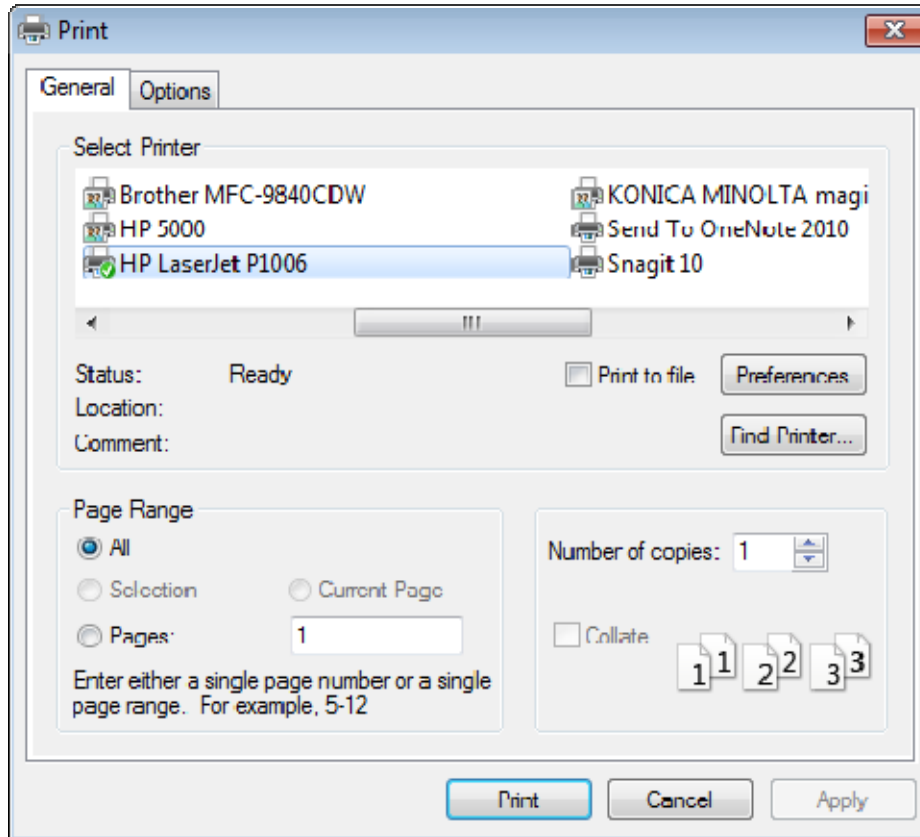 Print
General Options
Select Printer
Brother MFC-9840CDW
HP 5000
HP LaserJet P1006
KONICA MINOLTA magi
Send To OneNote 2010
Snagit 10
Status: Ready
Print to file
Preferences
Location:
Comment:
Find Printer...
Page Range
All
Selection
Current Page
Pages: 1
Enter either a single page number or a single
page range. For example, 5-12
Number of copies: 1
Collate
1 1 2 2 3 3
Print Cancel Apply